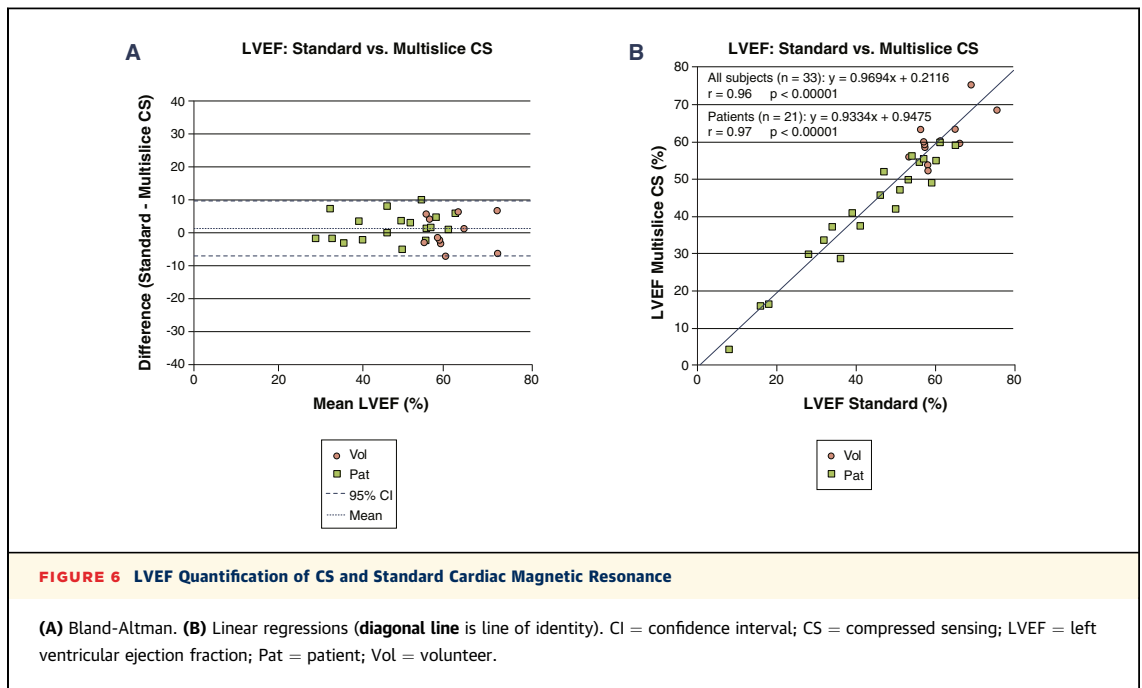 A
LVEF: Standard vs. Multislice CS
Difference (Standard - Multislice CS)
40
30
20
10
0
-10
-20
-30
-40
0 20 40 60 80
Mean LVEF (%)
Vol
Pat
95% CI
Mean
B
LVEF: Standard vs. Multislice CS
All subjects (n = 33): y = 0.9694x + 0.2116
r = 0.96 p < 0.00001
Patients (n = 21): y = 0.9334x + 0.9475
r = 0.97 p < 0.00001
LVEF Multislice CS (%)
80
70
60
50
40
30
20
10
0
0 20 40 60 80
LVEF Standard (%)
Vol
Pat
FIGURE 6 LVEF Quantification of CS and Standard Cardiac Magnetic Resonance
(A) Bland-Altman. (B) Linear regressions (diagonal line is line of identity). CI = confidence interval; CS = compressed sensing; LVEF = left
ventricular ejection fraction; Pat = patient; Vol = volunteer.